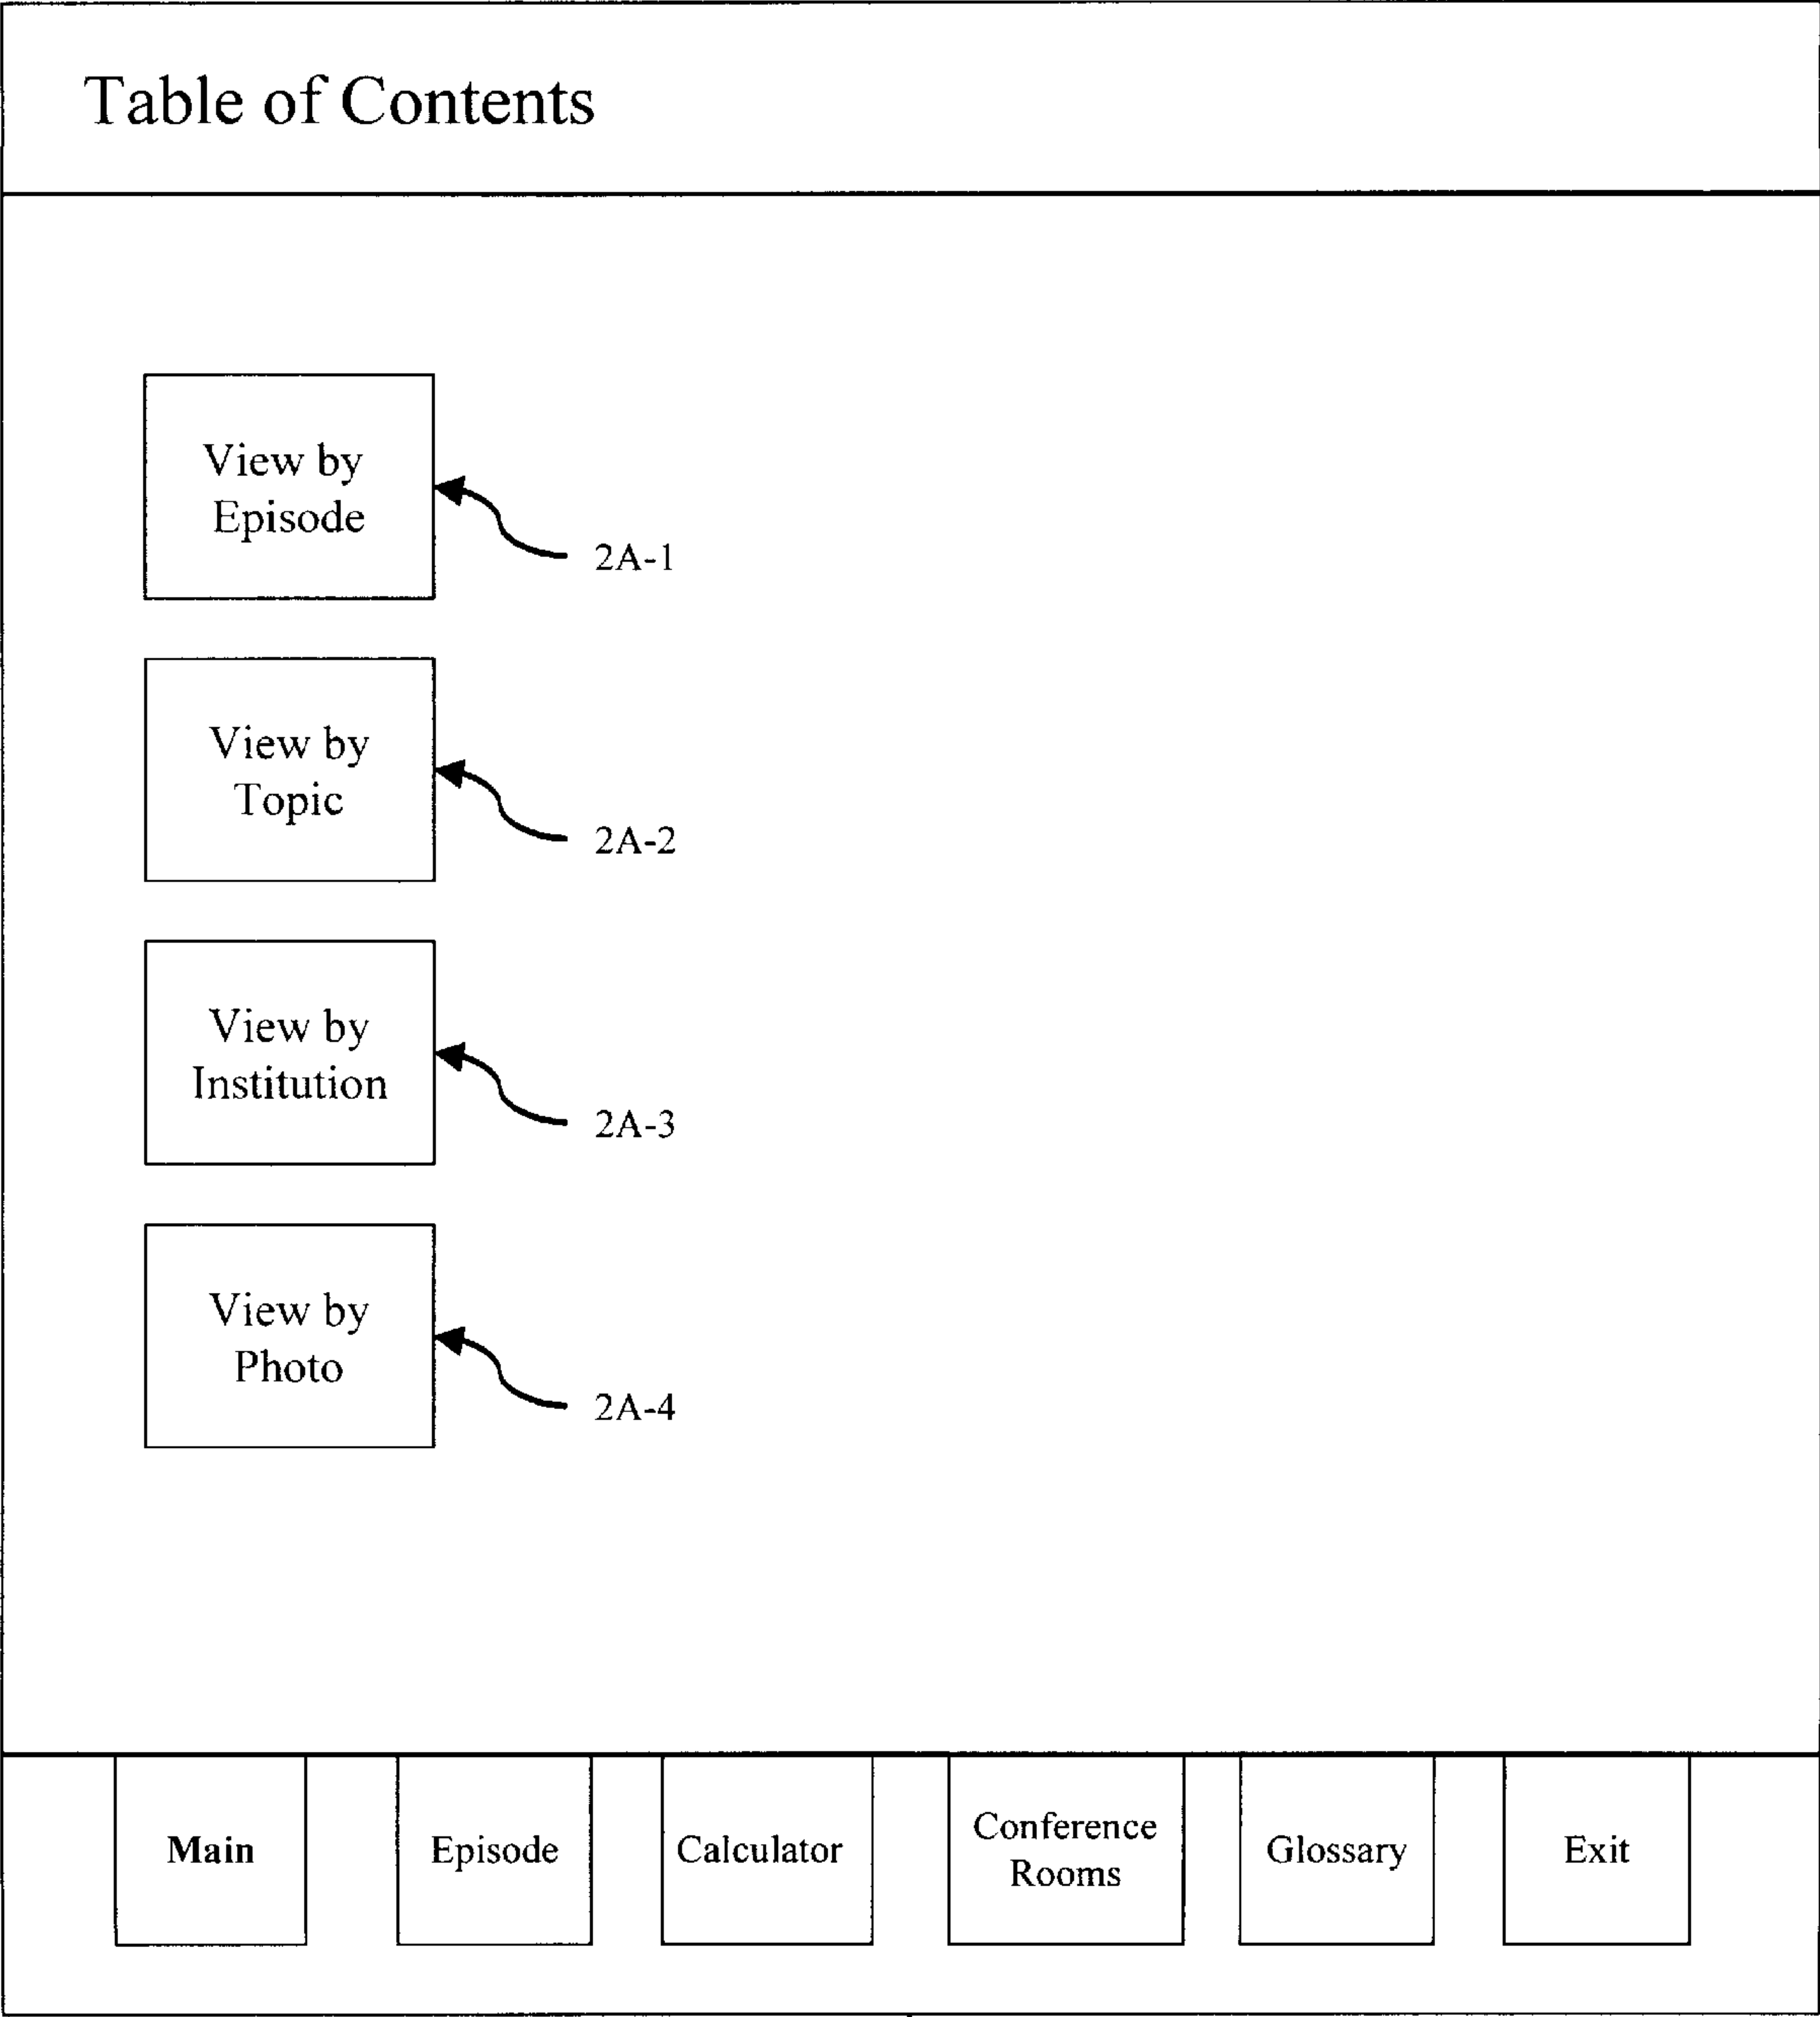 Table of Contents
View by
Episode
2A-1
View by
Topic
2A-2
View by
Institution
2A-3
View by
Photo
2A-4
Main
Episode
Calculator
Conference
Rooms
Glossary
Exit